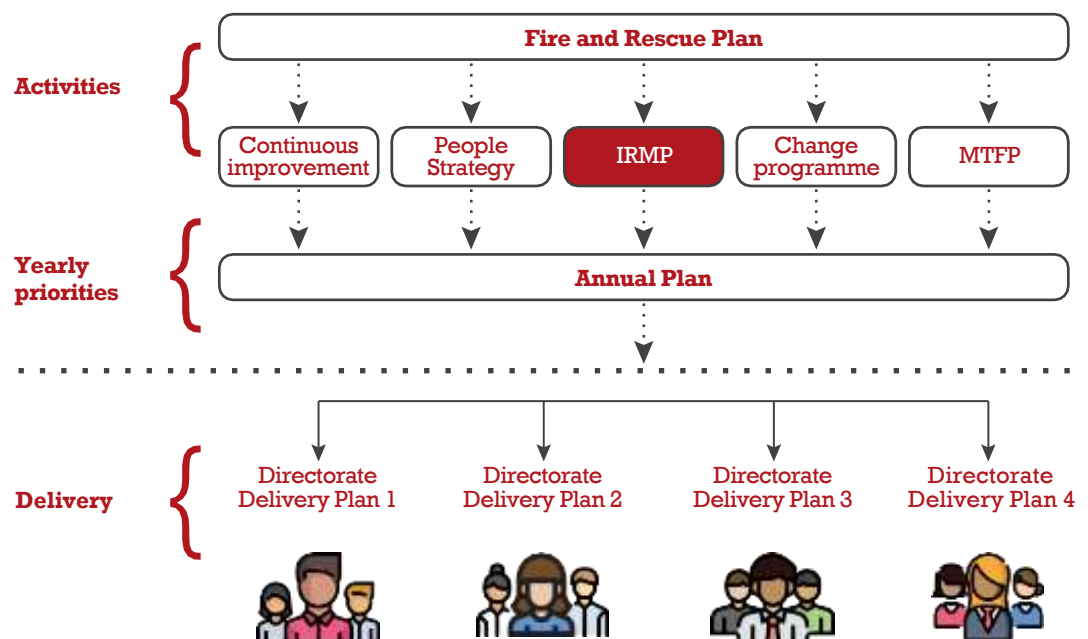 Fire and Rescue Plan
Activities
Continuous
improvement
People
Strategy
IRMP
Change
programme
MTFP
Yearly
priorities
Annual Plan
Delivery
Directorate
Delivery Plan 1
Directorate
Delivery Plan 2
Directorate
Delivery Plan 3
Directorate
Delivery Plan 4